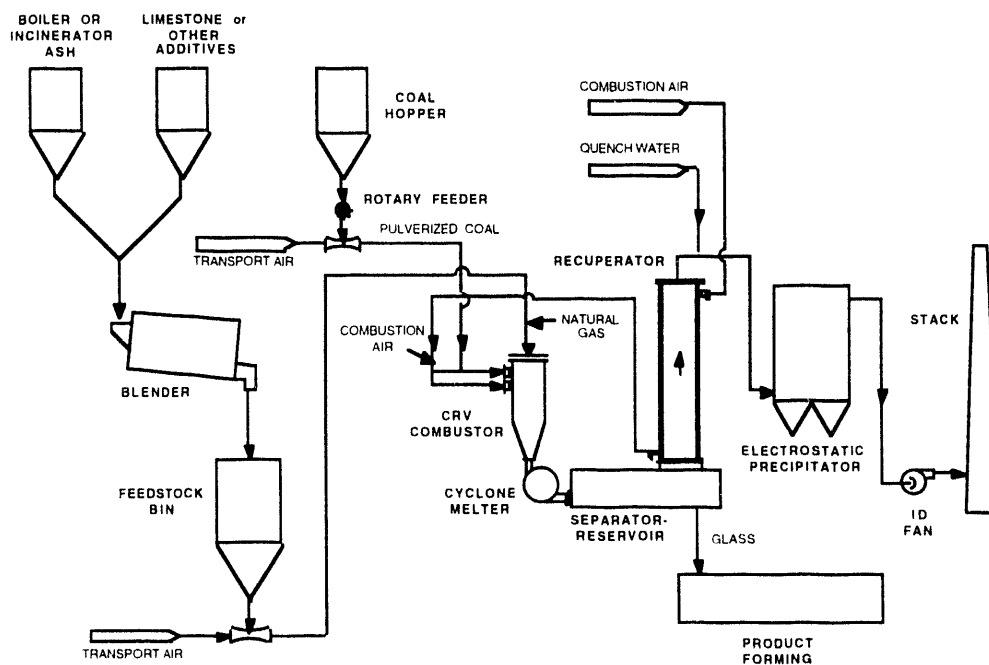 BOILER OR
INCINERATOR
ASH
LIMESTONE or
OTHER
ADDITIVES
COAL
HOPPER
COMBUSTION AIR
QUENCH WATER
ROTARY FEEDER
PULVERIZED COAL
TRANSPORT AIR
RECUPERATOR
NATURAL
GAS
COMBUSTION
AIR
STACK
BLENDER
CRV
COMBUSTOR
ELECTROSTATIC
PRECIPITATOR
FEEDSTOCK
BIN
CYCLONE
MELTER
SEPARATOR-
RESERVOIR
ID
FAN
GLASS
TRANSPORT AIR
PRODUCT
FORMING